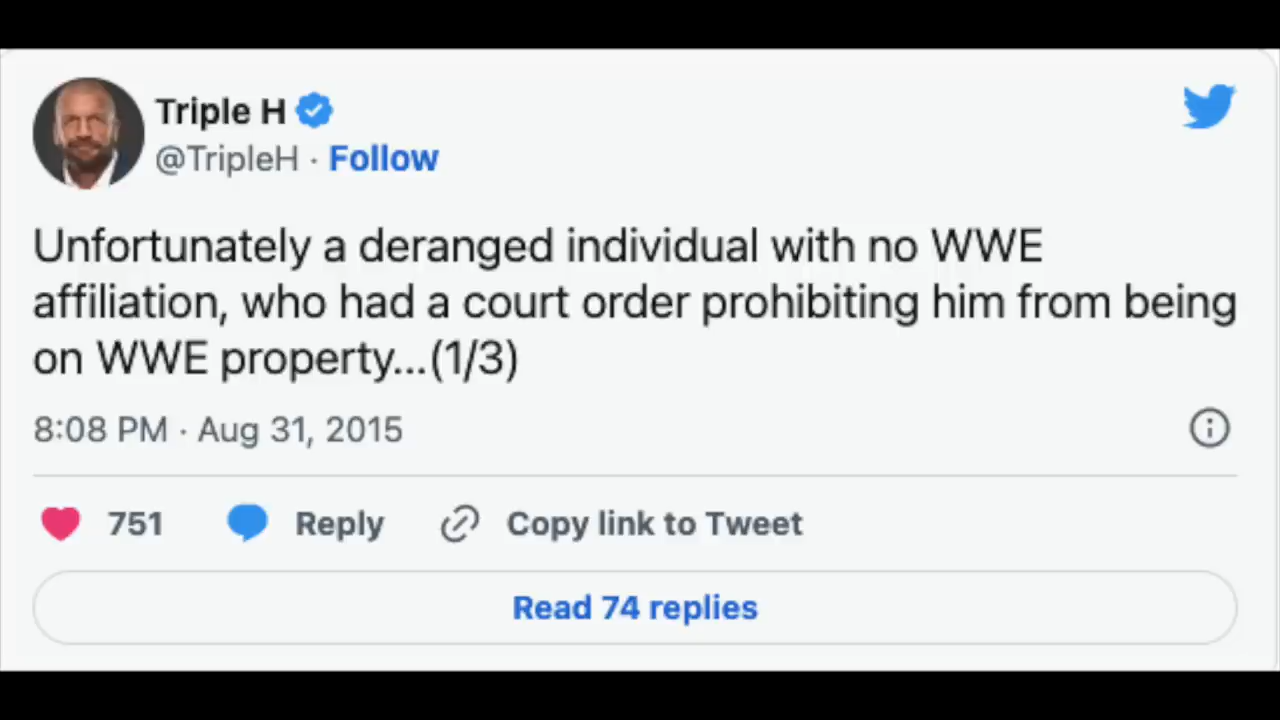 Triple H
@TripleH · Follow
Unfortunately a deranged individual with no WWE
affiliation, who had a court order prohibiting him from being
on WWE property...(1/3)
8:08 PM · Aug 31, 2015
751 Reply Copy link to Tweet
Read 74 replies